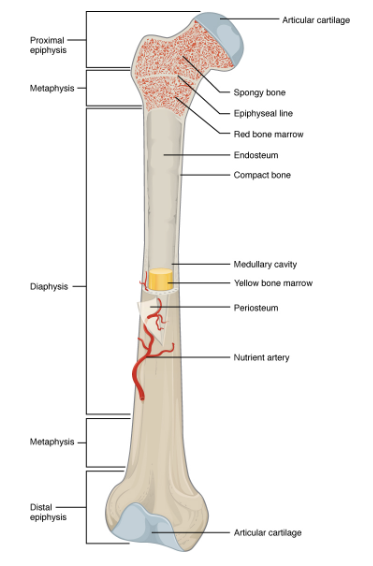 Articular cartilage
Proximal
epiphysis
Metaphysis
Spongy bone
Epiphyseal line
Red bone marrow
Endosteum
Compact bone
Medullary cavity
Diaphysis
Yellow bone marrow
Periosteum
Nutrient artery
Metaphysis
Distal
epiphysis
Articular cartilage